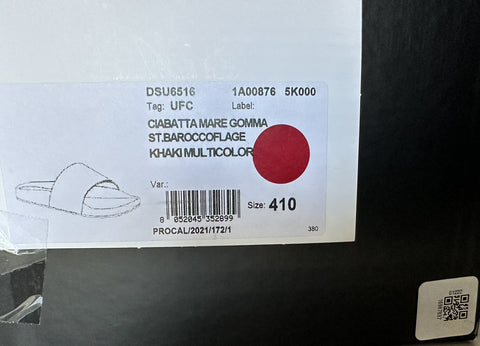 DSU6516 1A00876 5K000
Tag: UFC Label:
CIABATTA MARE GOMMA
ST.BAROCCOFLAGE
KHAKI MULTICOLOR
Var.:
8 052045 352899
Size: 410
PROCAL/2021/172/1
380
01222